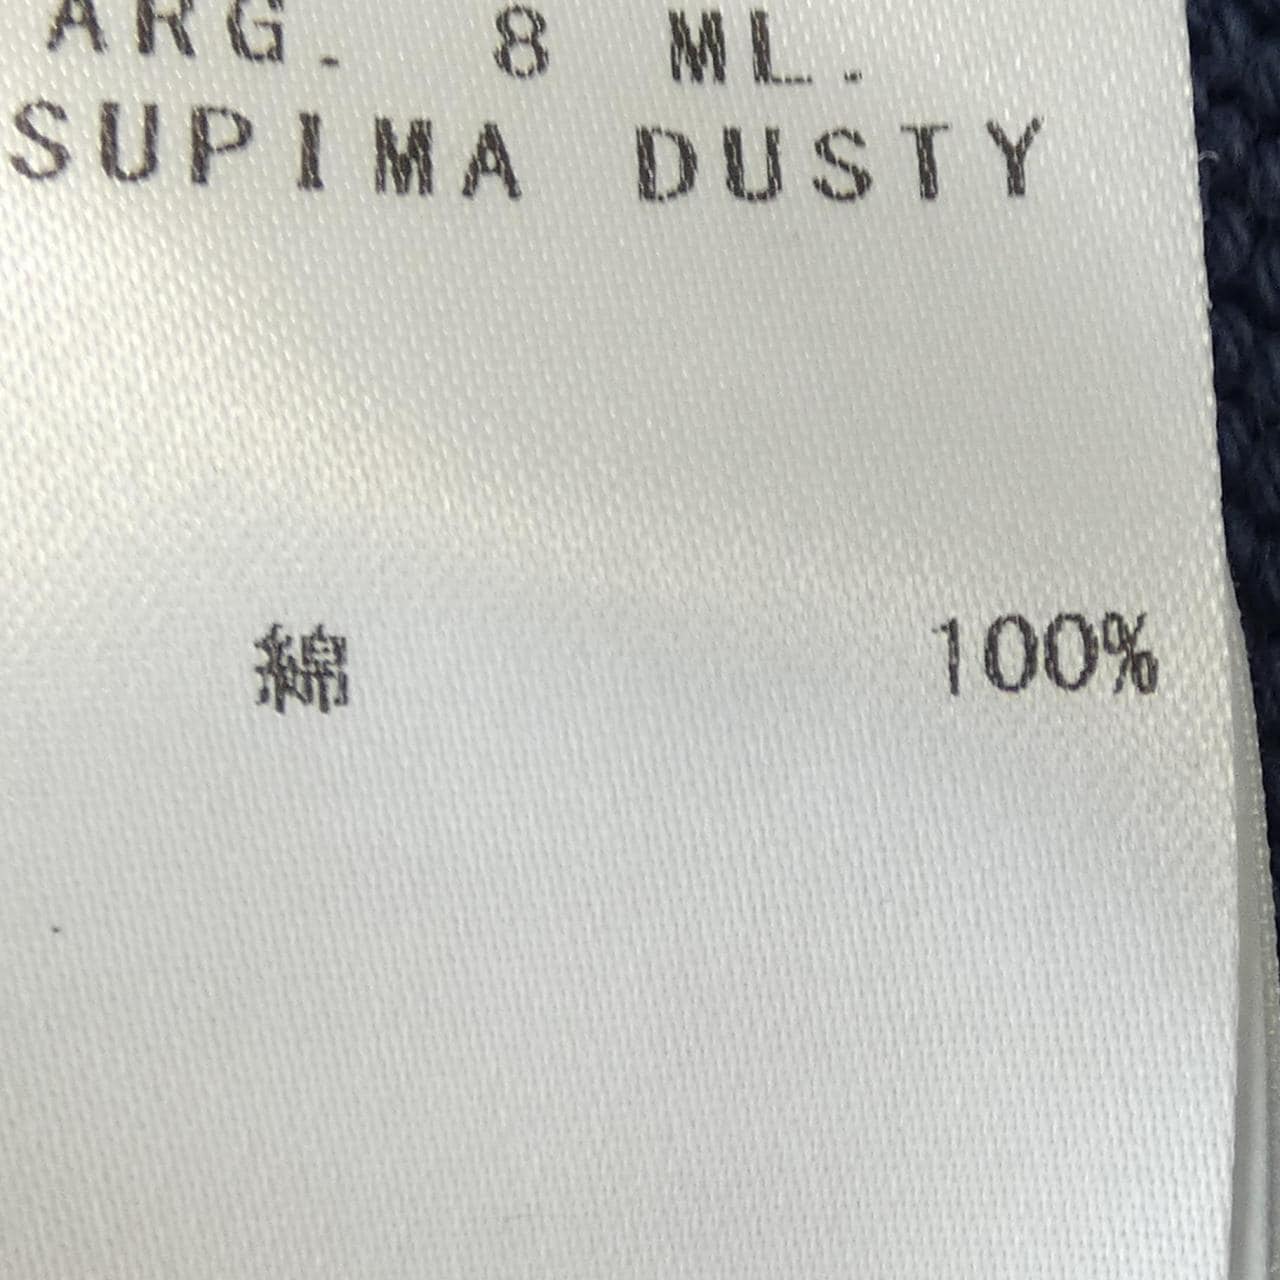 ARG. 8 ML.
SUPIMA DUSTY
綿 100%